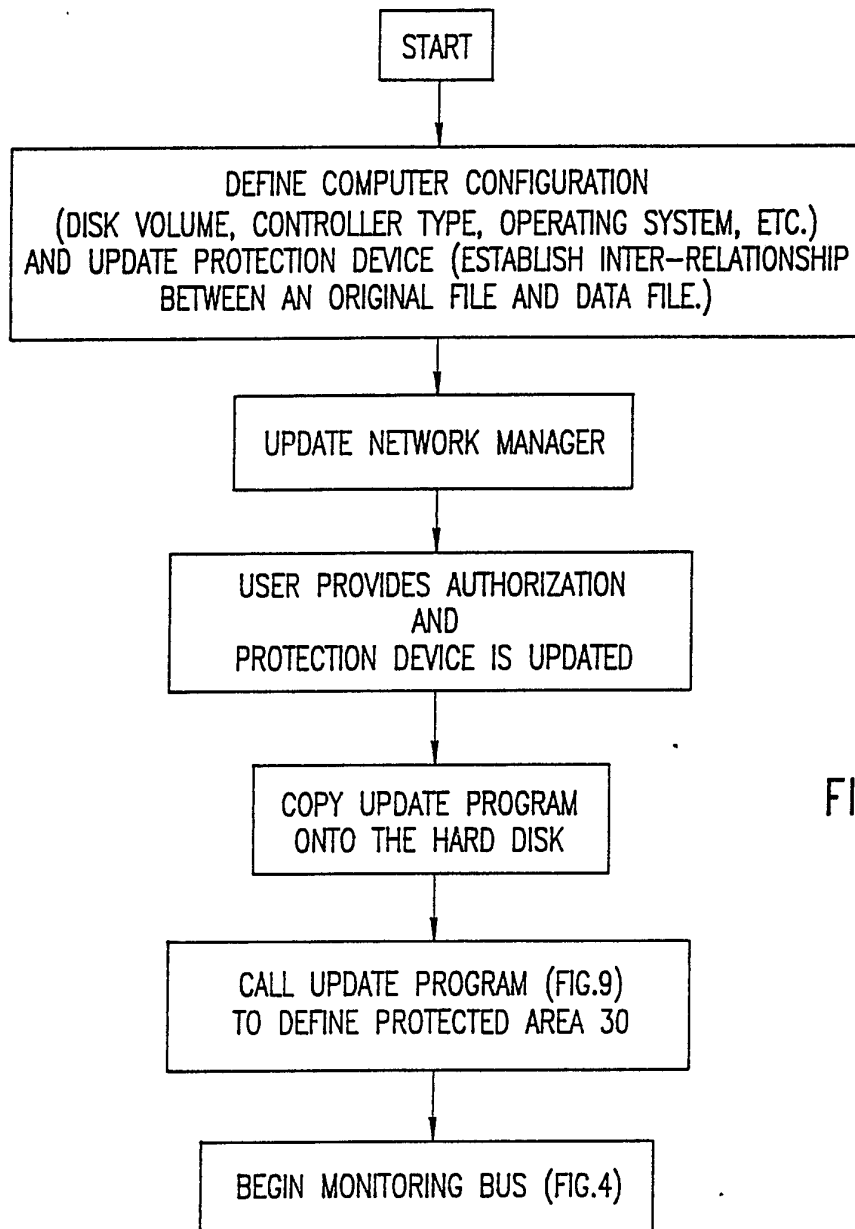 START
DEFINE COMPUTER CONFIGURATION
(DISK VOLUME, CONTROLLER TYPE, OPERATING SYSTEM, ETC.)
AND UPDATE PROTECTION DEVICE (ESTABLISH INTER-RELATIONSHIP
BETWEEN AN ORIGINAL FILE AND DATA FILE.)
UPDATE NETWORK MANAGER
USER PROVIDES AUTHORIZATION
AND
PROTECTION DEVICE IS UPDATED
COPY UPDATE PROGRAM
ONTO THE HARD DISK
FI
CALL UPDATE PROGRAM (FIG.9)
TO DEFINE PROTECTED AREA 30
BEGIN MONITORING BUS (FIG.4)